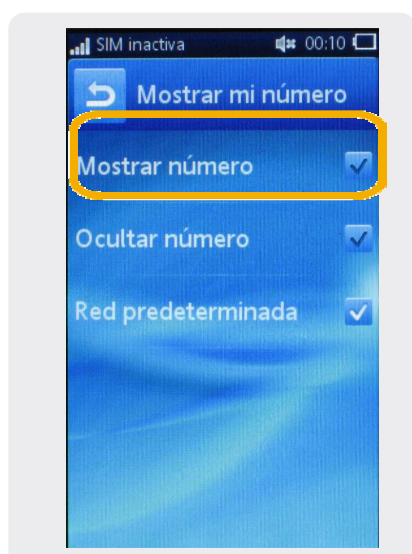 SIM inactiva 00:10
Mostrar mi número
Mostrar número
Ocultar número
Red predeterminada